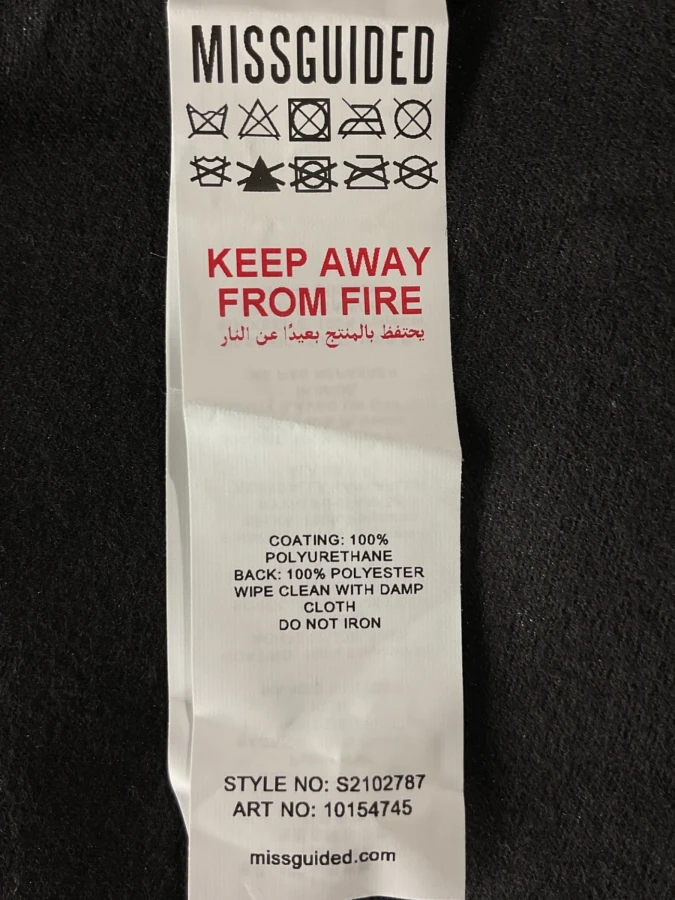 MISSGUIDED
KEEP AWAY
FROM FIRE
يحتفظ بالمنتج بعيدًا عن النار
COATING: 100%
POLYURETHANE
BACK: 100% POLYESTER
WIPE CLEAN WITH DAMP
CLOTH
DO NOT IRON
STYLE NO: S2102787
ART NO: 10154745
missguided.com